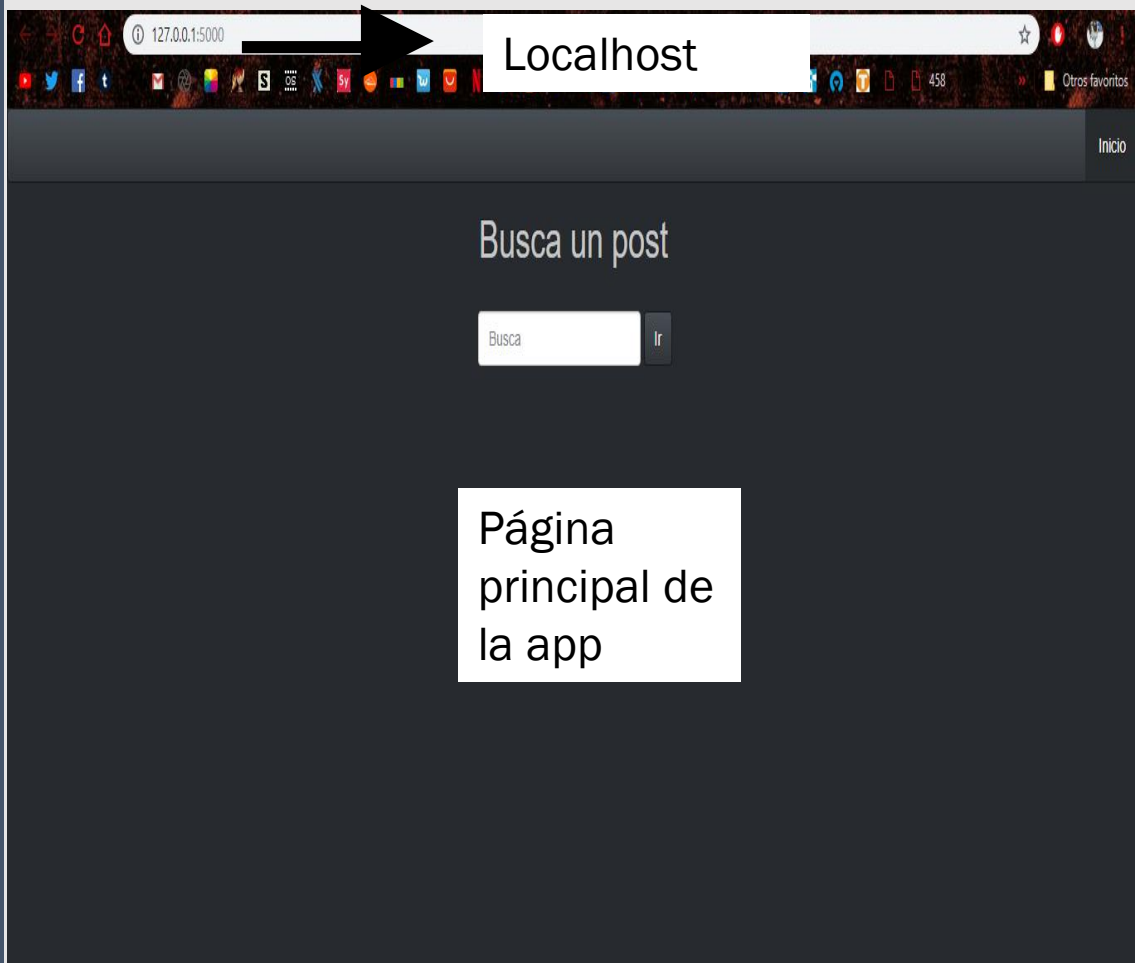 127.0.0.1:5000
Localhost
458
Otros favoritos
Inicio
Busca un post
Busca
Ir
Página
principal de
la app